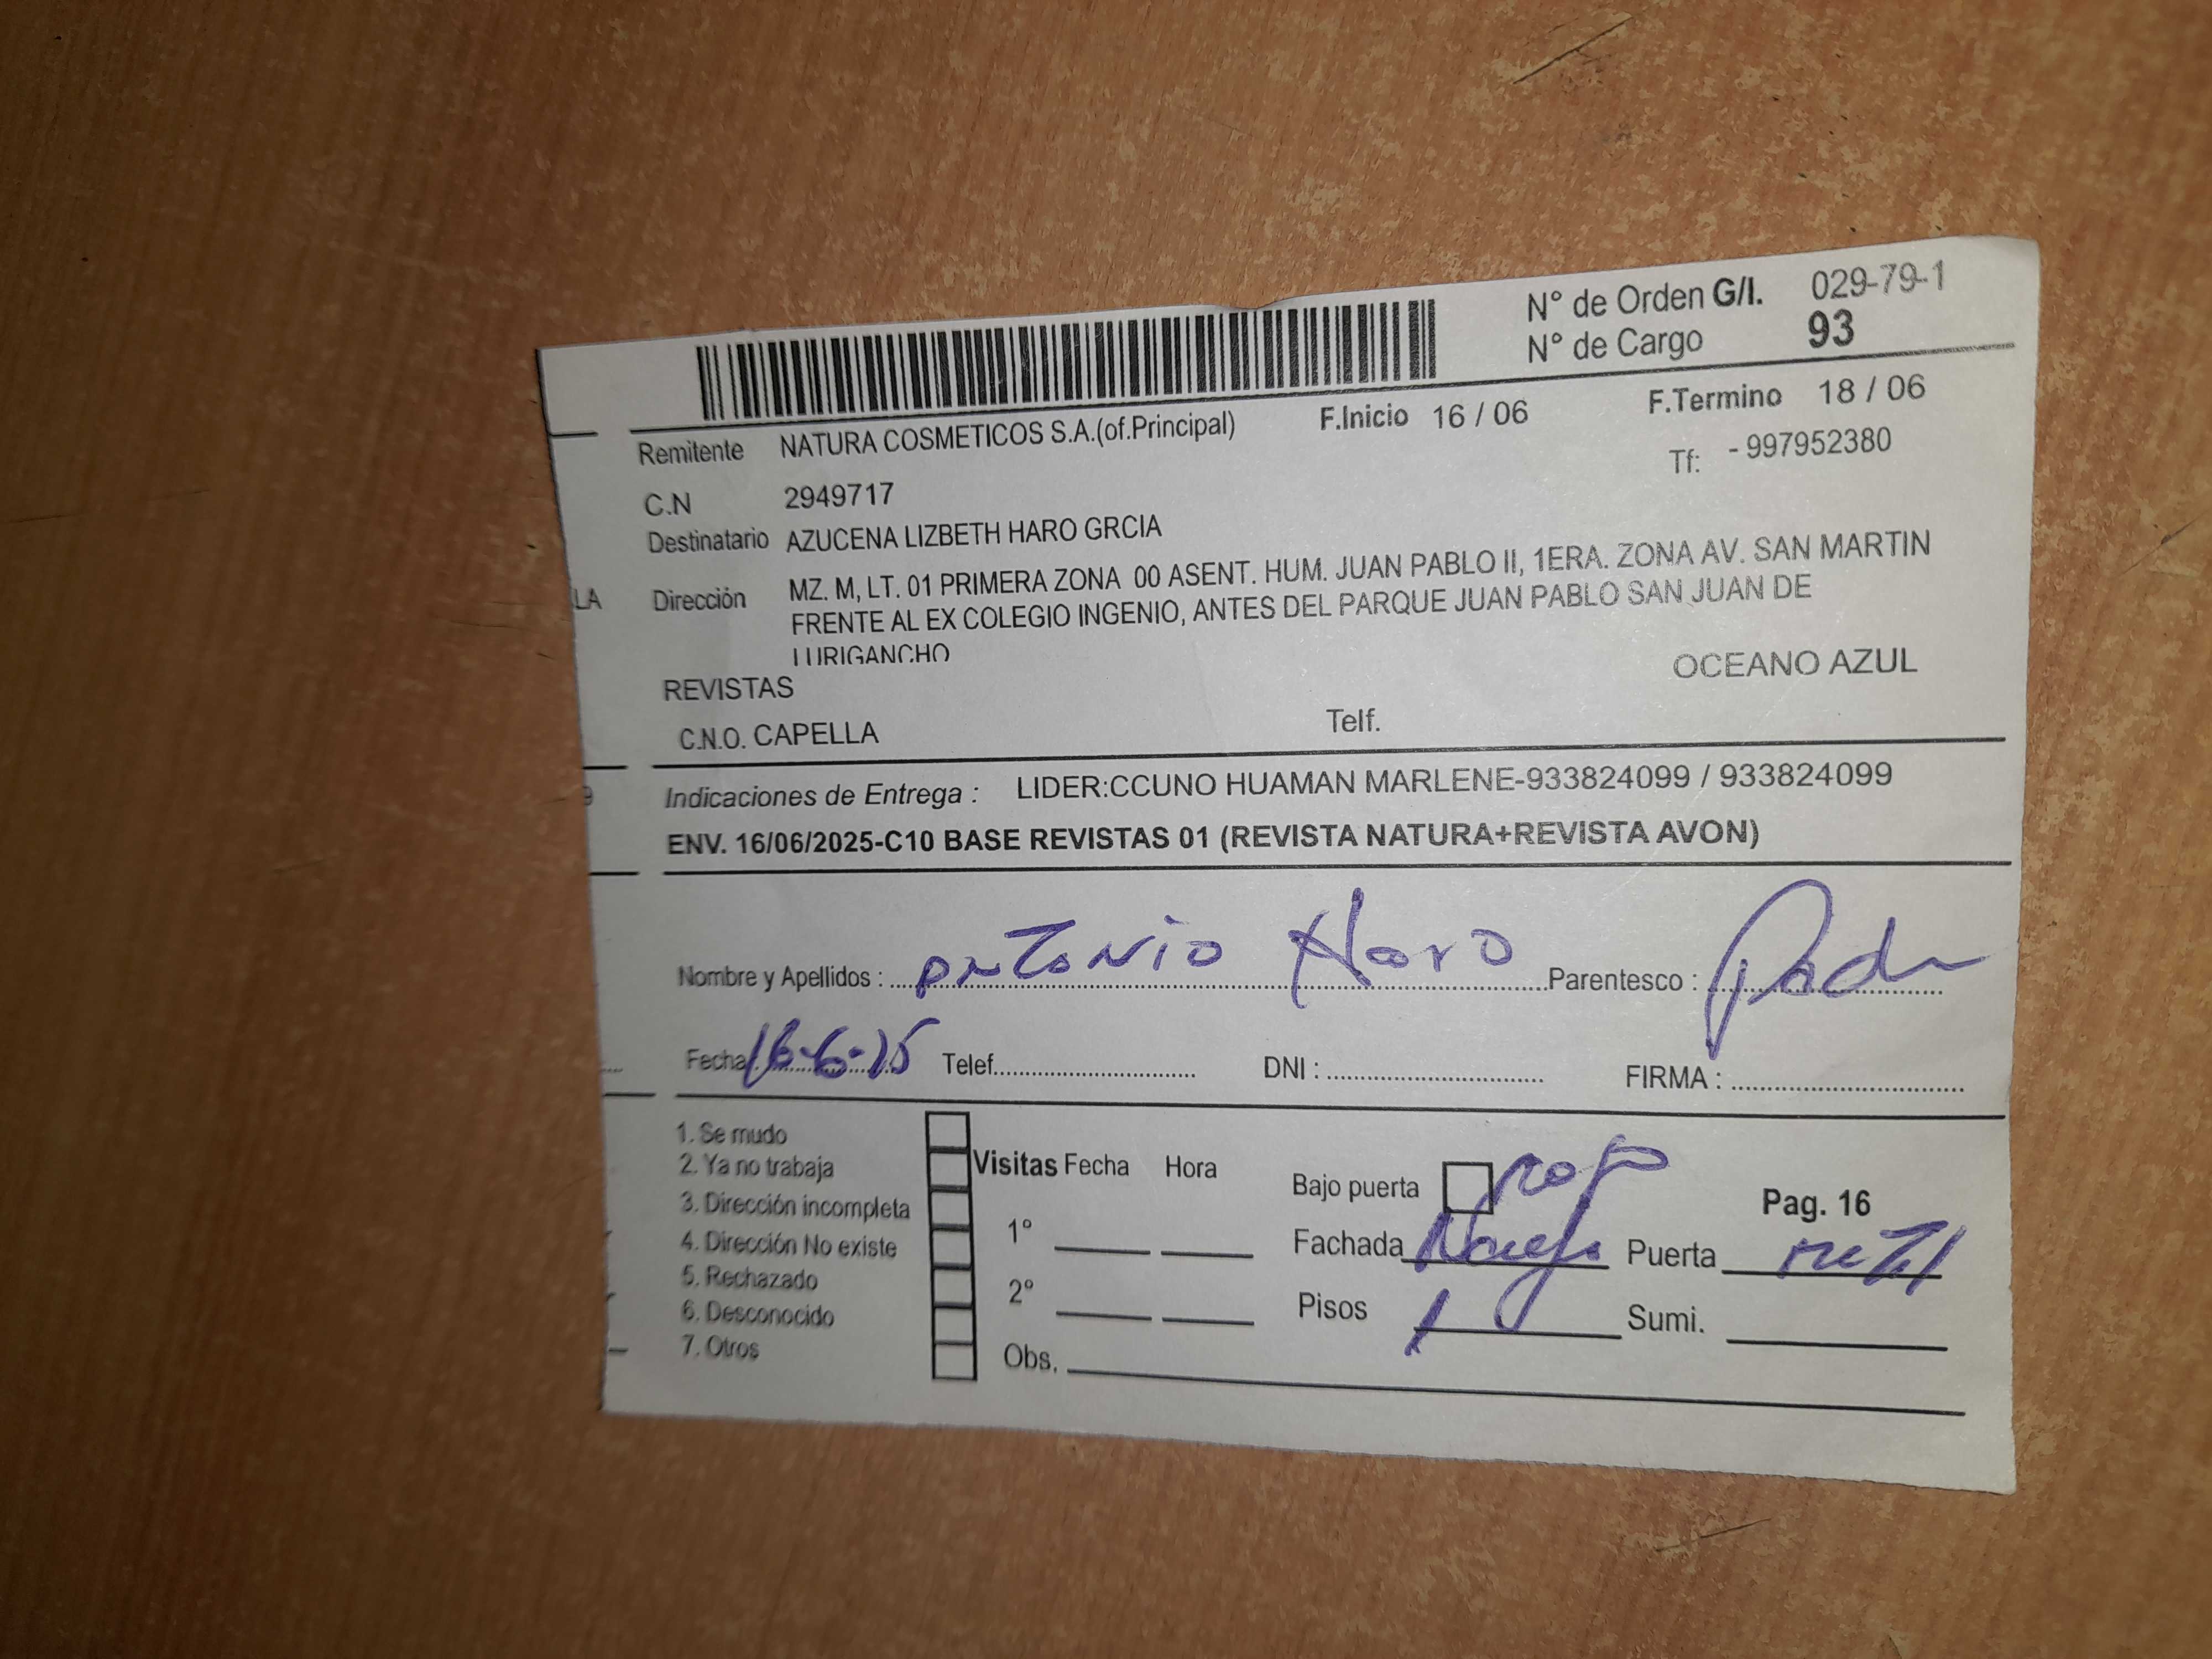 N° de Orden G/I. 029-79-1
N° de Cargo 93
Remitente NATURA COSMETICOS S.A.(of.Principal) F.Inicio 16 / 06 F.Termino 18 / 06
C.N 2949717 Tf: - 997952380
Destinatario AZUCENA LIZBETH HARO GRCIA
LA Dirección MZ. M, LT. 01 PRIMERA ZONA 00 ASENT. HUM. JUAN PABLO II, 1ERA. ZONA AV. SAN MARTIN
FRENTE AL EX COLEGIO INGENIO, ANTES DEL PARQUE JUAN PABLO SAN JUAN DE
LURIGANCHO
REVISTAS OCEANO AZUL
C.N.O. CAPELLA Telf.
9 Indicaciones de Entrega : LIDER:CCUNO HUAMAN MARLENE-933824099 / 933824099
ENV. 16/06/2025-C10 BASE REVISTAS 01 (REVISTA NATURA+REVISTA AVON)
Nombre y Apellidos : Antonio Haro Parentesco :
Fecha : Telef. DNI : FIRMA :
1. Se mudo
2. Ya no trabaja Visitas Fecha Hora Bajo puerta rojo Pag. 16
3. Dirección incompleta
4. Dirección No existe 1° Fachada Puerta
5. Rechazado
6. Desconocido 2° Pisos 1 Sumi.
7. Otros Obs.